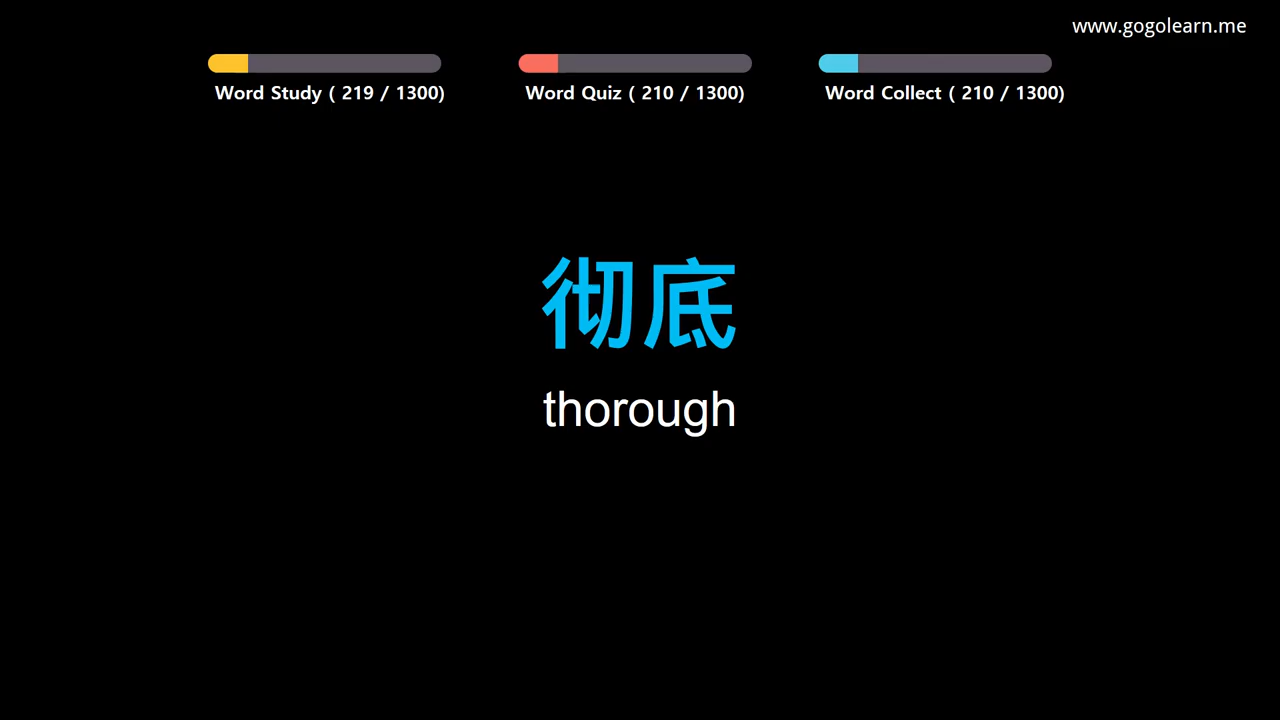 www.gogolearn.me
Word Study ( 219 / 1300)
Word Quiz ( 210 / 1300)
Word Collect ( 210 / 1300)
彻底
thorough